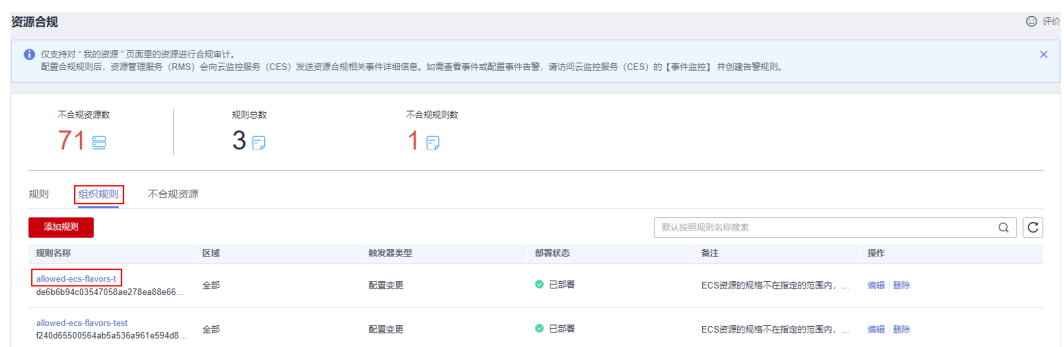 资源合规
评价
仅支持对“我的资源”页面里的资源进行合规审计。
配置合规规则后，资源管理服务（RMS）会向云监控服务（CES）发送资源合规相关事件详细信息。如需查看事件或配置事件告警，请访问云监控服务（CES）的【事件监控】 并创建告警规则。
不合规资源数 规则总数 不合规规则数
71 3 1
规则 组织规则 不合规资源
添加规则 默认按照规则名称搜索
规则名称 区域 触发器类型 部署状态 备注 操作
allowed-ecs-flavors-t
de6b6b94c03547058ae278ea88e66... 全部 配置变更 已部署 ECS资源的规格不在指定的范围内，... 编辑 删除
allowed-ecs-flavors-test
f240d65500564ab5a536a961e594d8... 全部 配置变更 已部署 ECS资源的规格不在指定的范围内，... 编辑 删除